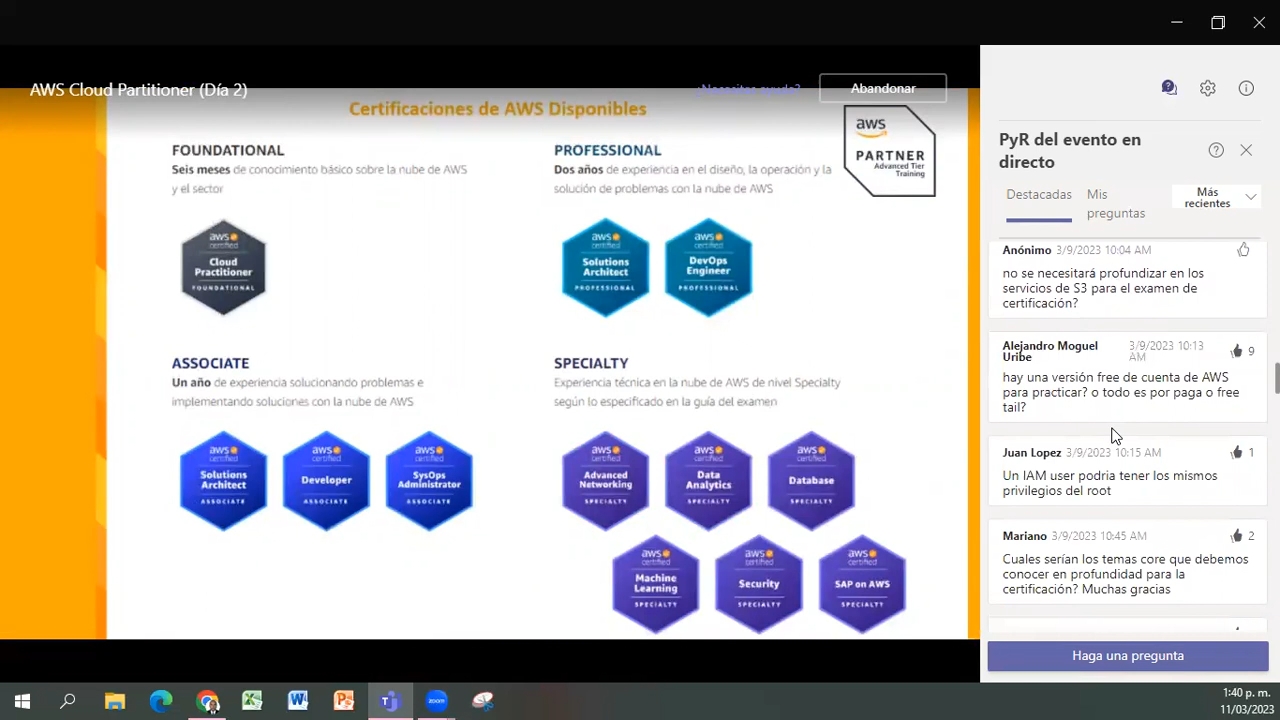 AWS Cloud Partitioner (Día 2)
¿Necesitas ayuda?
Abandonar
Certificaciones de AWS Disponibles
aws
PARTNER
Advanced Tier
Training
FOUNDATIONAL
Seis meses de conocimiento básico sobre la nube de AWS
y el sector
aws
certified
Cloud
Practitioner
FOUNDATIONAL
PROFESSIONAL
Dos años de experiencia en el diseño, la operación y la
solución de problemas con la nube de AWS
aws
certified
Solutions
Architect
PROFESSIONAL
aws
certified
DevOps
Engineer
PROFESSIONAL
ASSOCIATE
Un año de experiencia solucionando problemas e
implementando soluciones con la nube de AWS
aws
certified
Solutions
Architect
ASSOCIATE
aws
certified
Developer
ASSOCIATE
aws
certified
SysOps
Administrator
ASSOCIATE
SPECIALTY
Experiencia técnica en la nube de AWS de nivel Specialty
según lo especificado en la guía del examen
aws
certified
Advanced
Networking
SPECIALTY
aws
certified
Data
Analytics
SPECIALTY
aws
certified
Database
SPECIALTY
aws
certified
Machine
Learning
SPECIALTY
aws
certified
Security
SPECIALTY
aws
certified
SAP on AWS
SPECIALTY
PyR del evento en
directo
Destacadas
Mis
preguntas
Más
recientes
Anónimo 3/9/2023 10:04 AM
no se necesitará profundizar en los
servicios de S3 para el examen de
certificación?
Alejandro Moguel
Uribe
3/9/2023 10:13
AM
9
hay una versión free de cuenta de AWS
para practicar? o todo es por paga o free
tail?
Juan Lopez 3/9/2023 10:15 AM 1
Un IAM user podria tener los mismos
privilegios del root
Mariano 3/9/2023 10:45 AM 2
Cuales serían los temas core que debemos
conocer en profundidad para la
certificación? Muchas gracias
Haga una pregunta
zoom
1:40 p. m.
11/03/2023